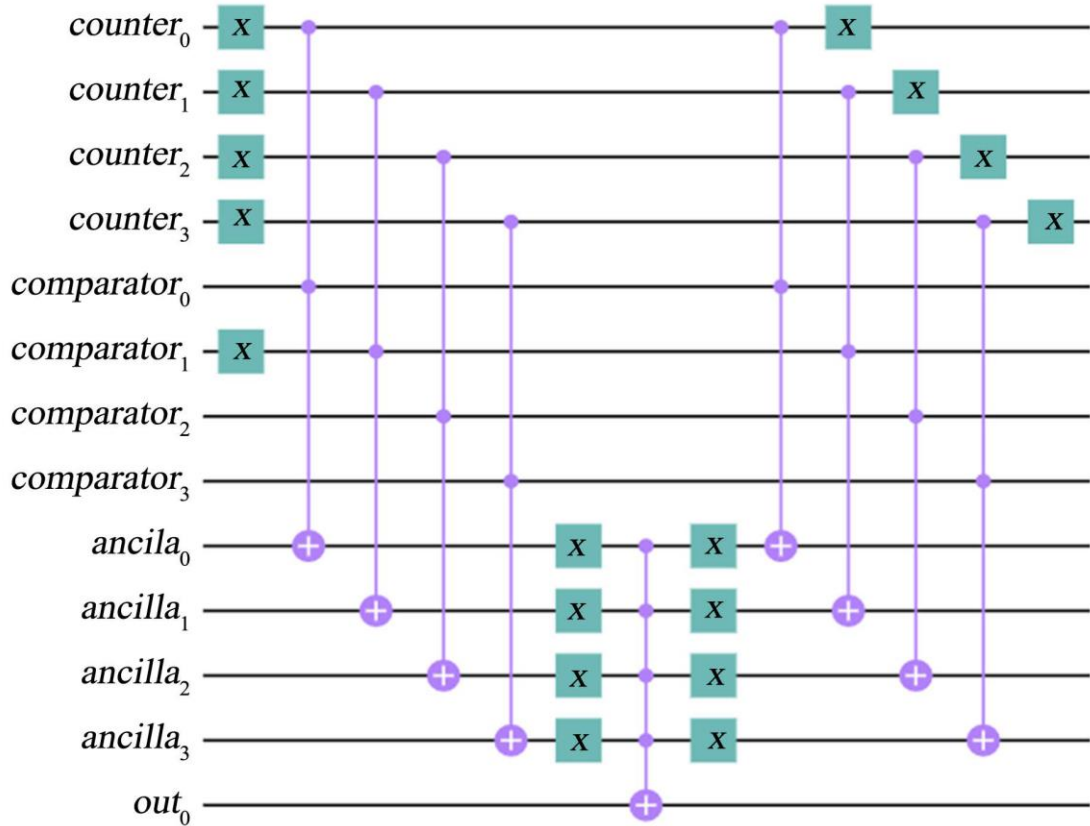 counter₀ X X
counter₁ X X
counter₂ X X
counter₃ X X
comparator₀
comparator₁ X
comparator₂
comparator₃
ancila₀ X X
ancilla₁ X X
ancilla₂ X X
ancilla₃ X X
out₀